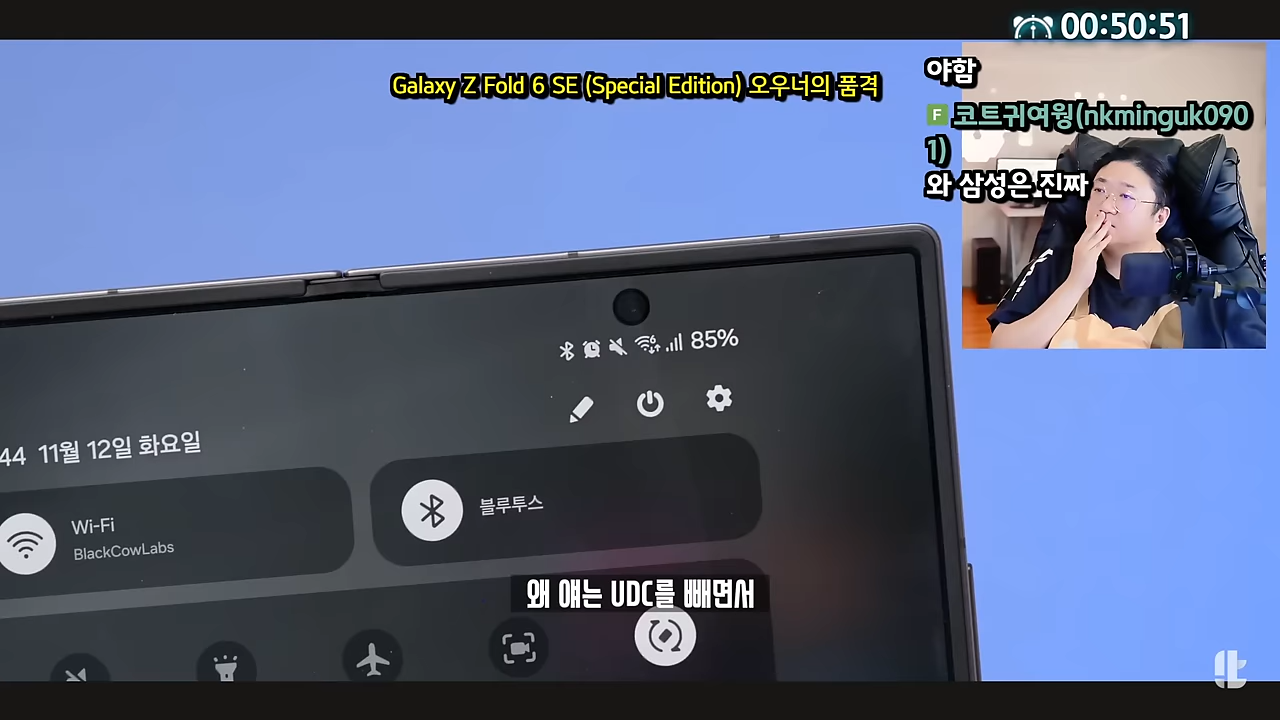 00:50:51
Galaxy Z Fold 6 SE (Special Edition) 오우너의 품격
야함
F 코트귀여웡(nkminguk090
1)
와 삼성은 진짜
85%
44 11월 12일 화요일
Wi-Fi
BlackCowLabs
블루투스
왜 얘는 UDC를 빼면서